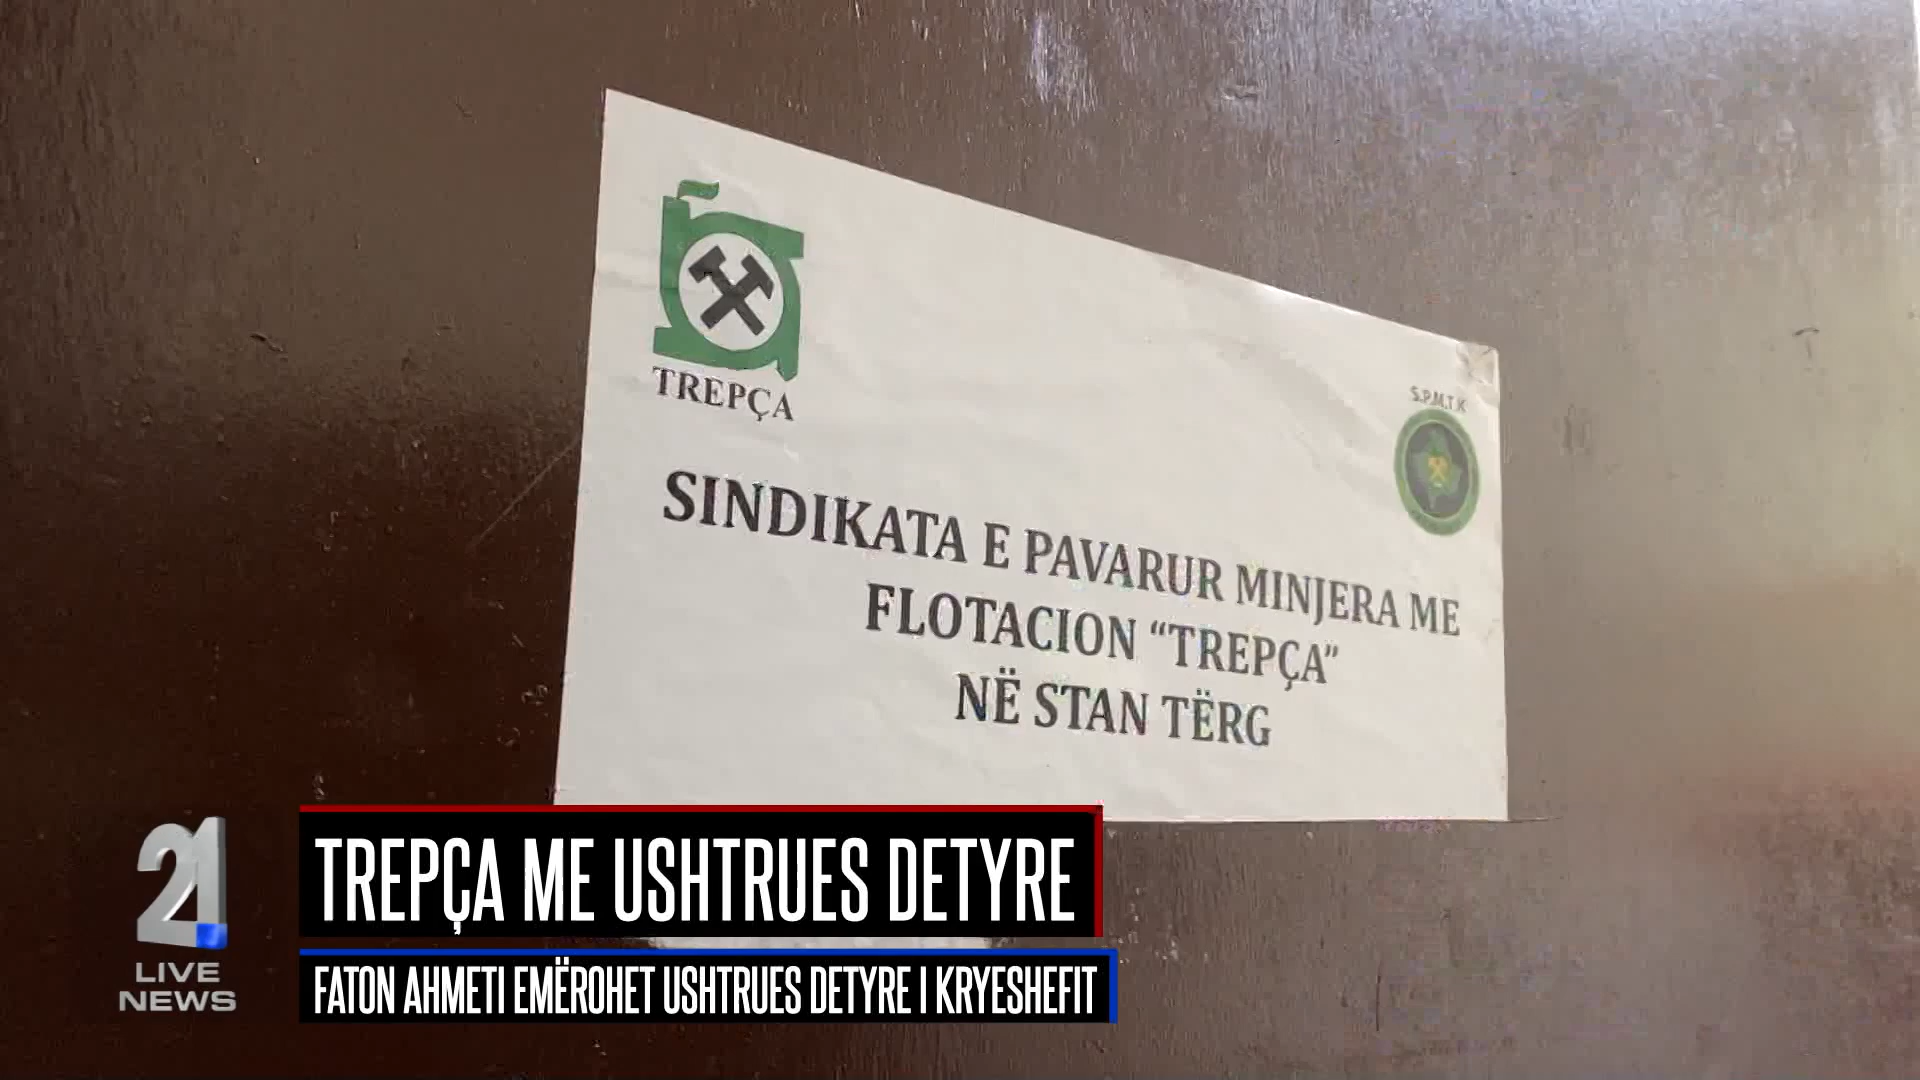 TREPÇA
S.P.M.T.K
SINDIKATA E PAVARUR MINJERA ME
FLOTACION “TREPÇA”
NË STAN TËRG
21
LIVE
NEWS
TREPÇA ME USHTRUES DETYRE
FATON AHMETI EMËROHET USHTRUES DETYRE I KRYESHEFIT